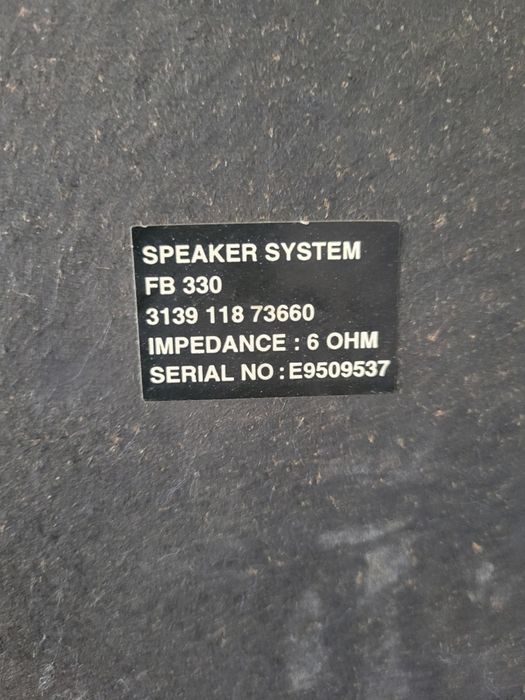 SPEAKER SYSTEM
FB 330
3139 118 73660
IMPEDANCE : 6 OHM
SERIAL NO : E9509537